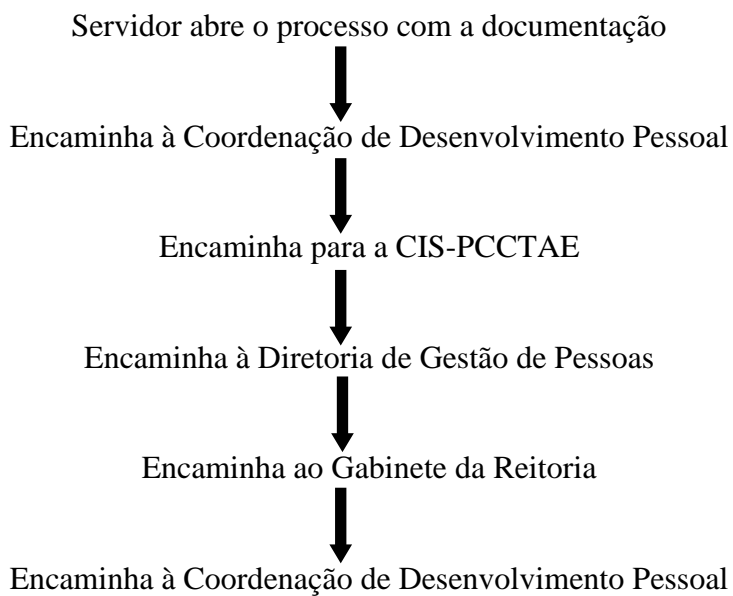 Servidor abre o processo com a documentação
Encaminha à Coordenação de Desenvolvimento Pessoal
Encaminha para a CIS-PCCTAE
Encaminha à Diretoria de Gestão de Pessoas
Encaminha ao Gabinete da Reitoria
Encaminha à Coordenação de Desenvolvimento Pessoal